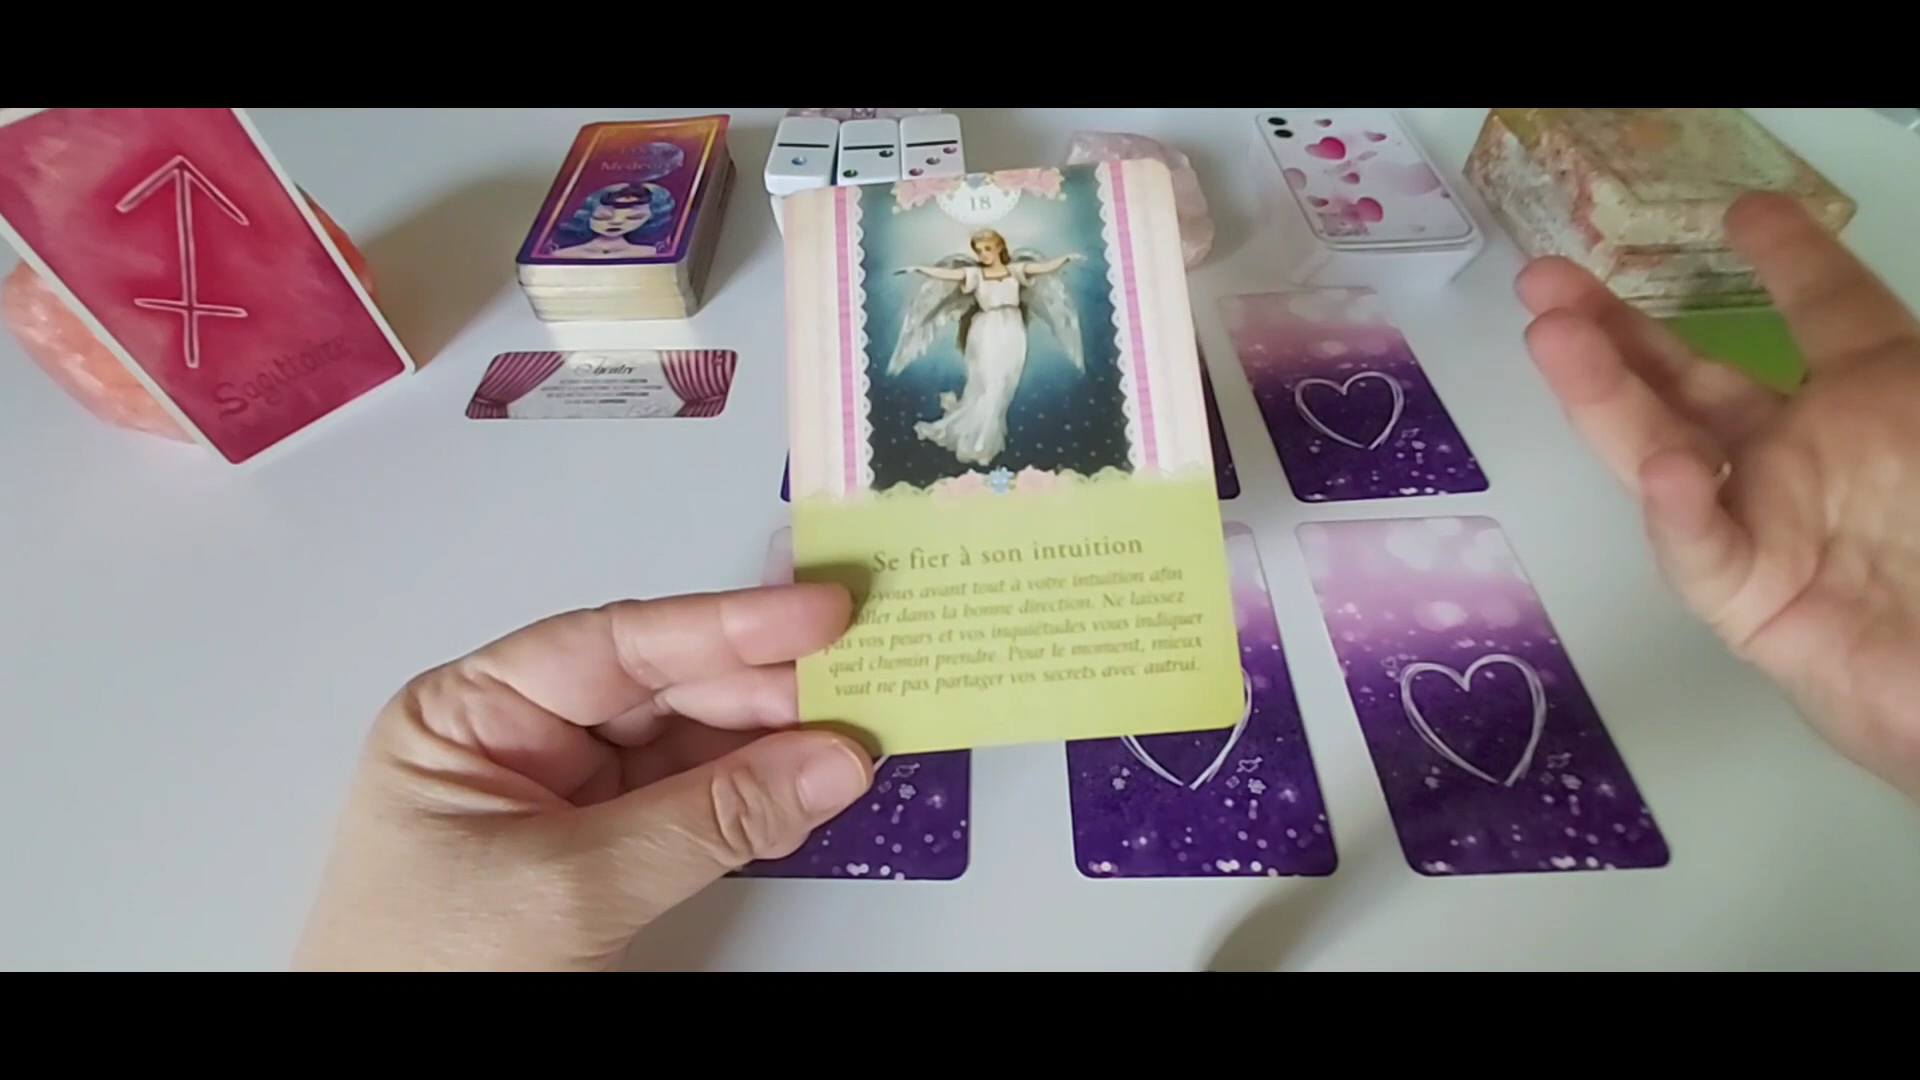 Sagittaire
Théâtre
18
Se fier à son intuition
-vous avant tout à votre intuition afin
aller dans la bonne direction. Ne laissez
pas vos peurs et vos inquiétudes vous indiquer
quel chemin prendre. Pour le moment, mieux
vaut ne pas partager vos secrets avec autrui.